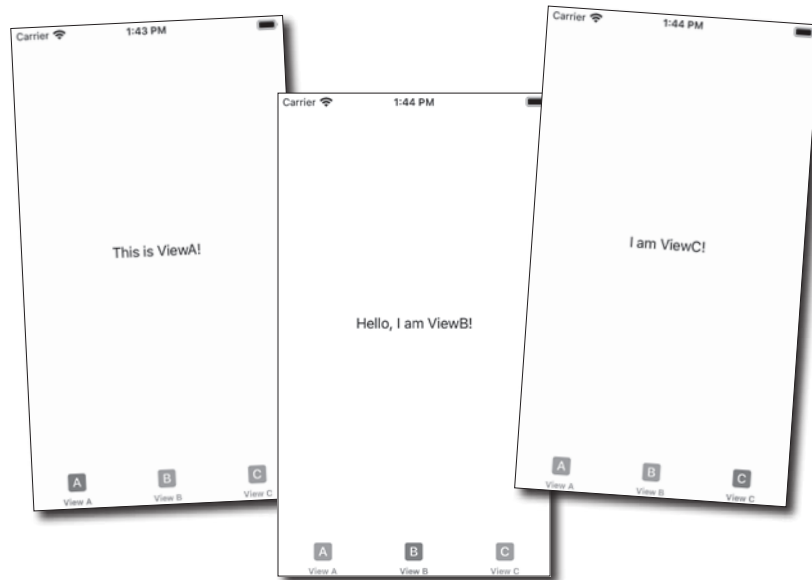 Carrier
1:43 PM
This is ViewA!
A
B
C
View A
View B
View C
Carrier
1:44 PM
Hello, I am ViewB!
A
B
C
View A
View B
View C
Carrier
1:44 PM
I am ViewC!
A
B
C
View A
View B
View C